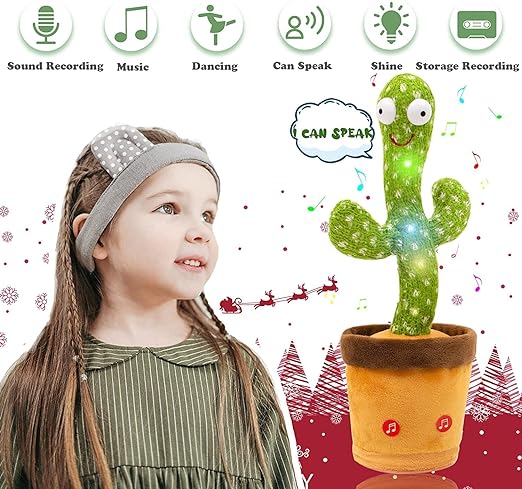 Sound Recording
Music
Dancing
Can Speak
Shine
Storage Recording
I CAN SPEAK